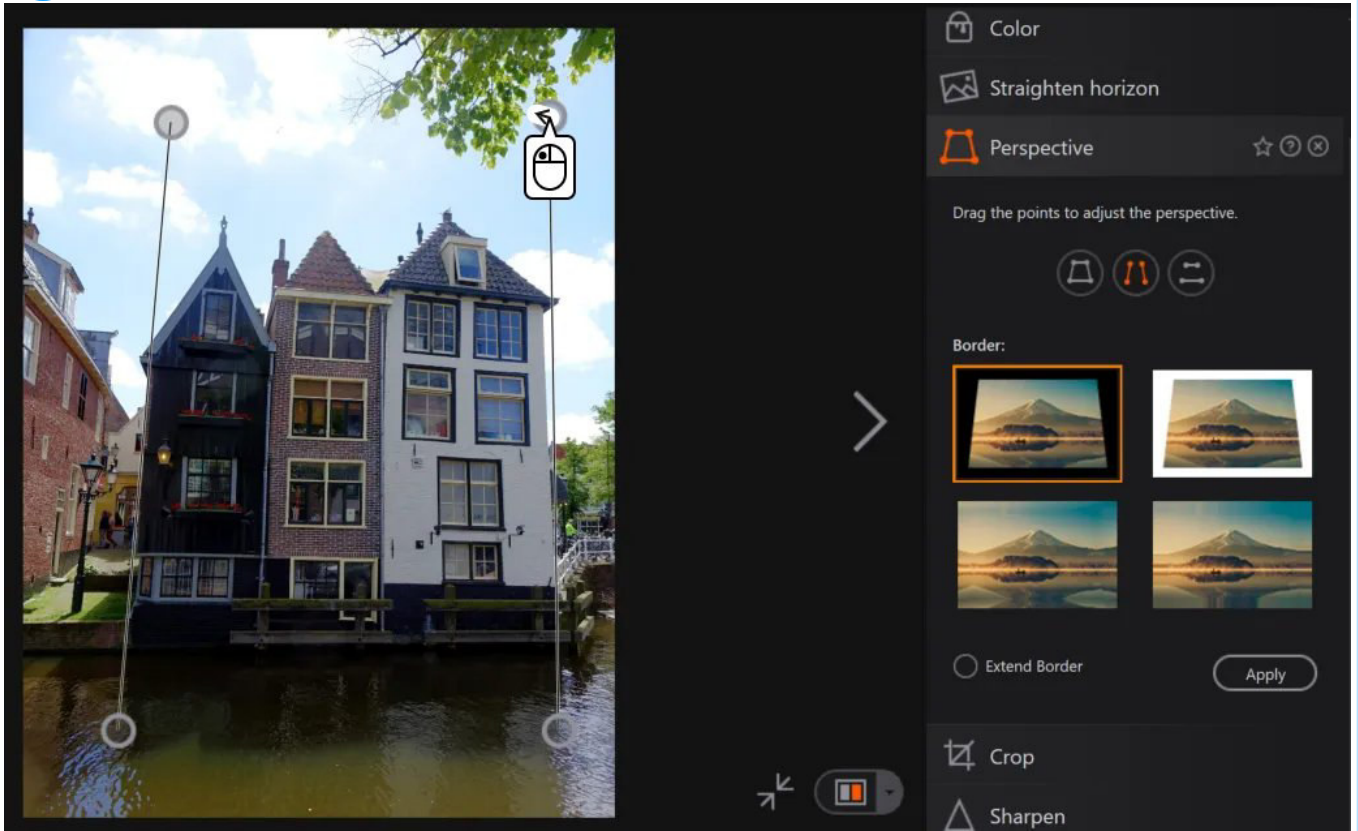 Color
Straighten horizon
Perspective
Drag the points to adjust the perspective.
Border:
Extend Border
Apply
Crop
Sharpen